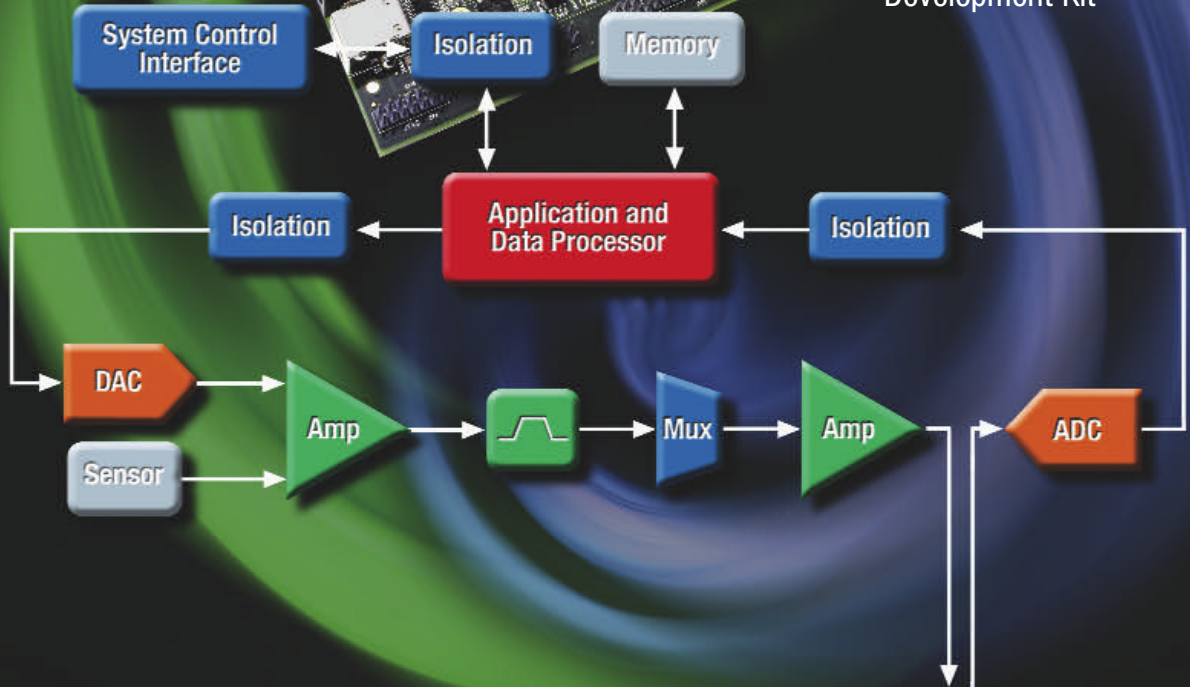 Development Kit
System Control
Interface
Isolation
Memory
Isolation
Application and
Data Processor
Isolation
DAC
Amp
Mux
Amp
ADC
Sensor